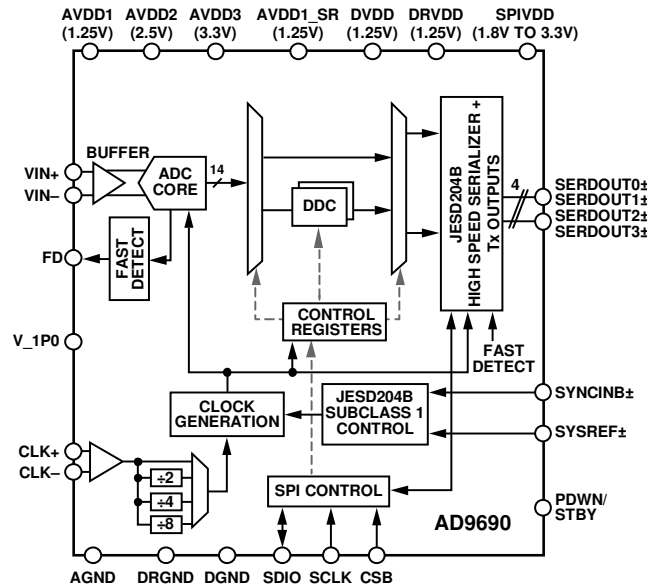 AVDD1 AVDD2 AVDD3 AVDD1_SR DVDD DRVDD SPIVDD
(1.25V) (2.5V) (3.3V) (1.25V) (1.25V) (1.25V) (1.8V TO 3.3V)
BUFFER
VIN+
VIN–
ADC
CORE
14
DDC
JESD204B
HIGH SPEED SERIALIZER +
Tx OUTPUTS
4
SERDOUT0±
SERDOUT1±
SERDOUT2±
SERDOUT3±
FD
FAST
DETECT
CONTROL
REGISTERS
V_1P0
FAST
DETECT
CLOCK
GENERATION
JESD204B
SUBCLASS 1
CONTROL
SYNCINB±
SYSREF±
CLK+
CLK–
÷2
÷4
÷8
SPI CONTROL
PDWN/
STBY
AD9690
AGND DRGND DGND SDIO SCLK CSB